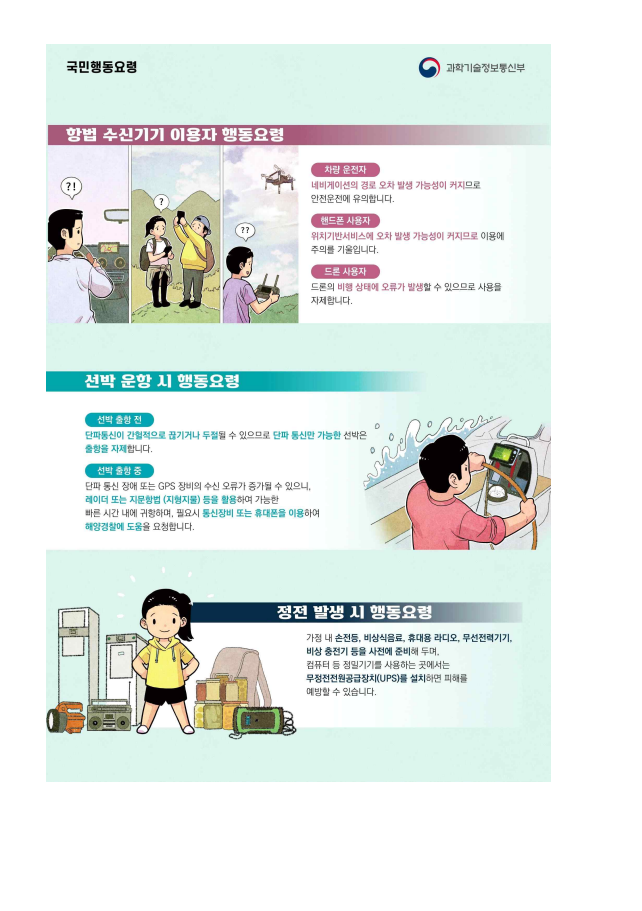 국민행동요령
과학기술정보통신부
항법 수신기기 이용자 행동요령
?!
?
??
차량 운전자
네비게이션의 경로 오차 발생 가능성이 커지므로
안전운전에 유의합니다.
핸드폰 사용자
위치기반서비스에 오차 발생 가능성이 커지므로 이용에
주의를 기울입니다.
드론 사용자
드론의 비행 상태에 오류가 발생할 수 있으므로 사용을
자제합니다.
선박 운항 시 행동요령
선박 출항 전
단파통신이 간헐적으로 끊기거나 두절될 수 있으므로 단파 통신만 가능한 선박은
출항을 자제합니다.
선박 출항 중
단파 통신 장애 또는 GPS 장비의 수신 오류가 증가될 수 있으니,
레이더 또는 지문항법 (지형지물) 등을 활용하여 가능한
빠른 시간 내에 귀항하며, 필요시 통신장비 또는 휴대폰을 이용하여
해양경찰에 도움을 요청합니다.
정전 발생 시 행동요령
가정 내 손전등, 비상식음료, 휴대용 라디오, 무선전력기기,
비상 충전기 등을 사전에 준비해 두며,
컴퓨터 등 정밀기기를 사용하는 곳에서는
무정전전원공급장치(UPS)를 설치하면 피해를
예방할 수 있습니다.